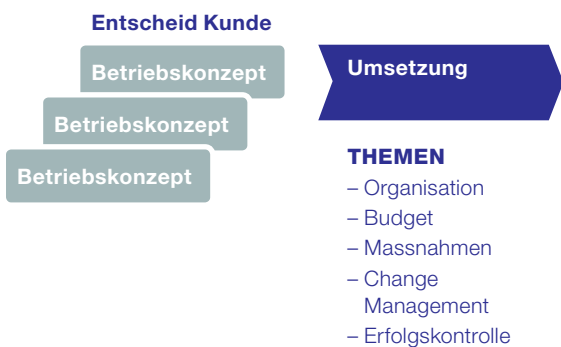 Entscheid Kunde
Betriebskonzept
Betriebskonzept
Betriebskonzept
Umsetzung
THEMEN
– Organisation
– Budget
– Massnahmen
– Change
Management
– Erfolgskontrolle